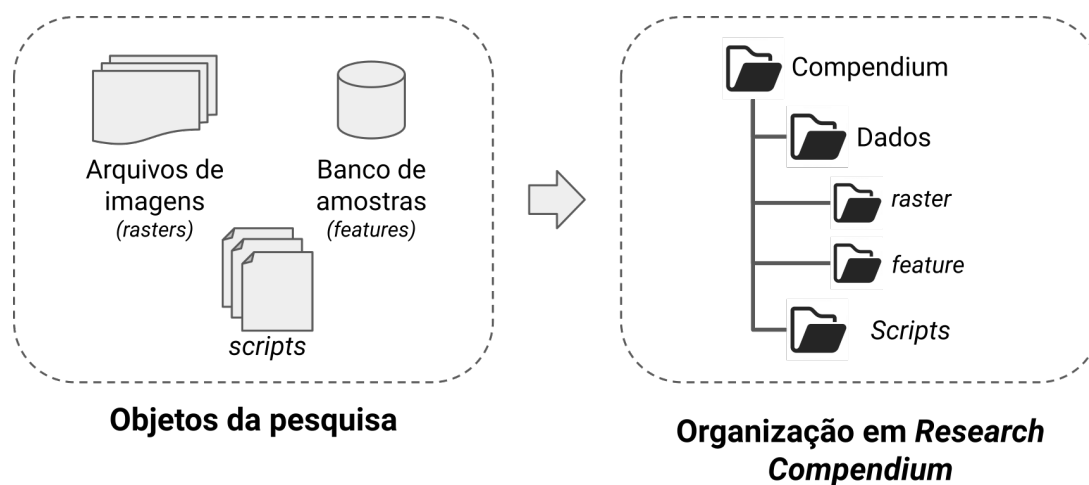 Arquivos de
imagens
(rasters)
Banco de
amostras
(features)
scripts
Objetos da pesquisa
Compendium
Dados
raster
feature
Scripts
Organização em Research
Compendium